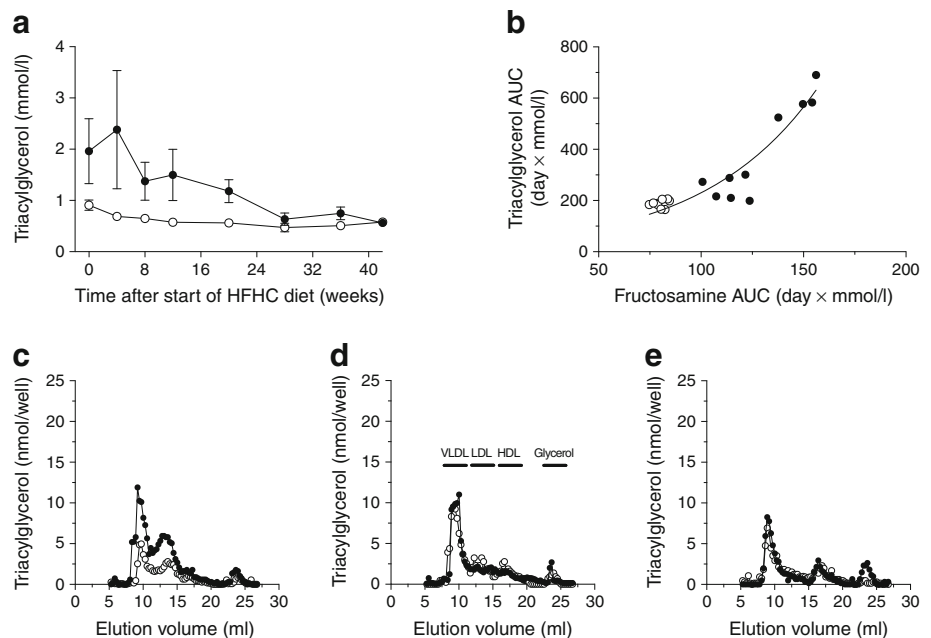 a
Triacylglycerol (mmol/l)
4
3
2
1
0
0 8 16 24 32 40
Time after start of HFHC diet (weeks)
b
Triacylglycerol AUC
(day × mmol/l)
800
600
400
200
0
50 100 150 200
Fructosamine AUC (day × mmol/l)
c
Triacylglycerol (nmol/well)
25
20
15
10
5
0
0 5 10 15 20 25 30
Elution volume (ml)
d
Triacylglycerol (nmol/well)
25
20
15
10
5
0
VLDL LDL HDL Glycerol
0 5 10 15 20 25 30
Elution volume (ml)
e
Triacylglycerol (nmol/well)
25
20
15
10
5
0
0 5 10 15 20 25 30
Elution volume (ml)